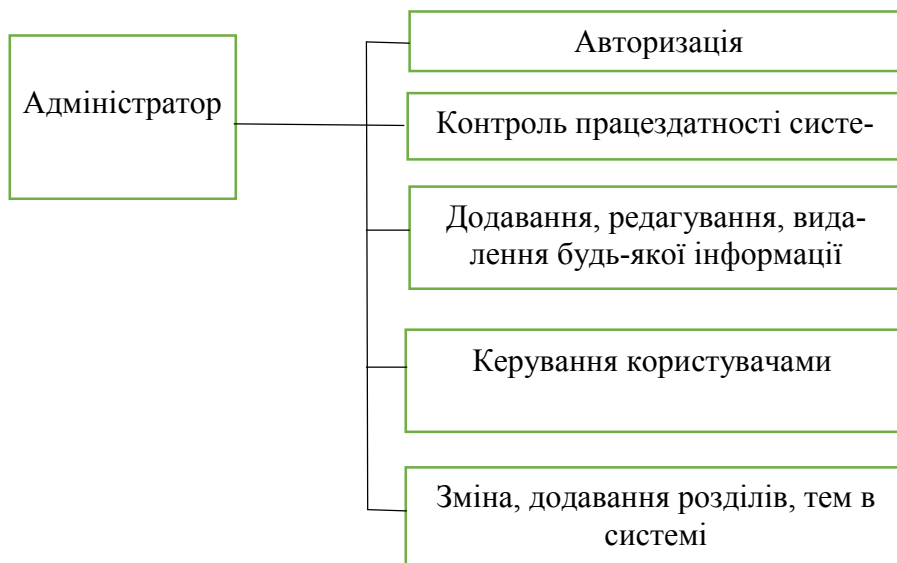 Адміністратор
Авторизація
Контроль працездатності систе-
Додавання, редагування, вида-
лення будь-якої інформації
Керування користувачами
Зміна, додавання розділів, тем в
системі